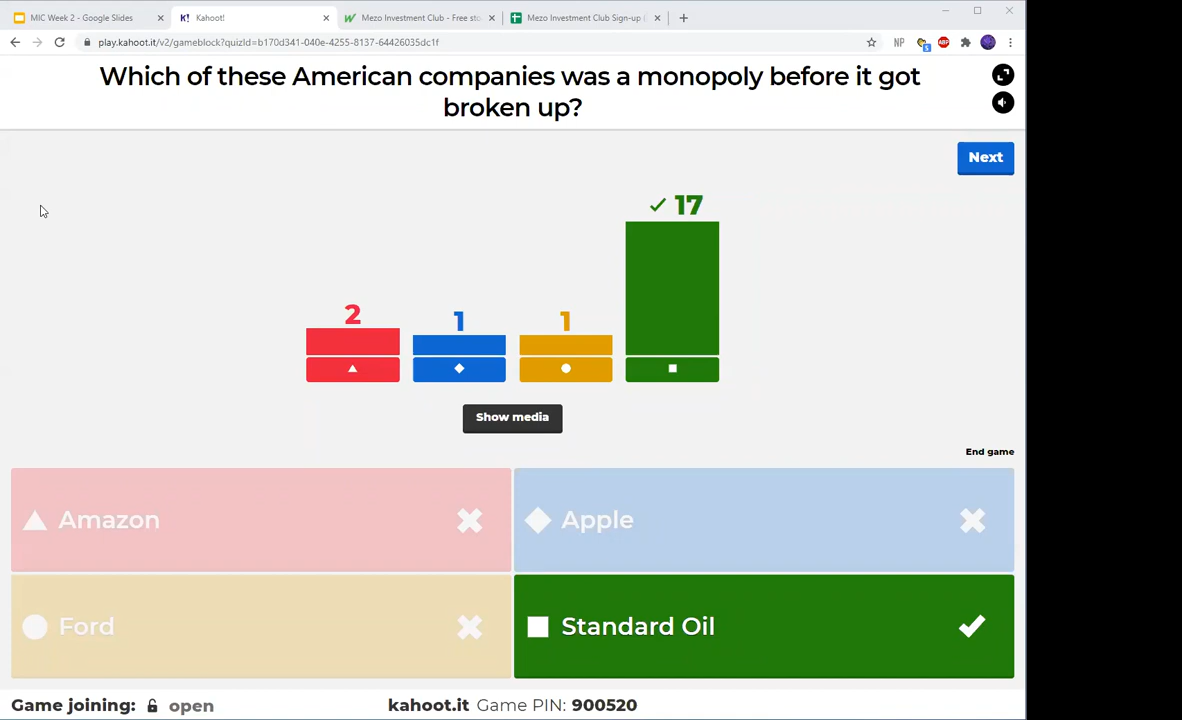 MIC Week 2 - Google Slides
K! Kahoot!
Mezo Investment Club - Free sto
Mezo Investment Club Sign-up (
play.kahoot.it/v2/gameblock?quizId=b170d341-040e-4255-8137-64426035dc1f
NP
5
ABP
Which of these American companies was a monopoly before it got
broken up?
Next
17
2
1
1
Show media
End game
Amazon
Apple
Ford
Standard Oil
Game joining: open
kahoot.it Game PIN: 900520